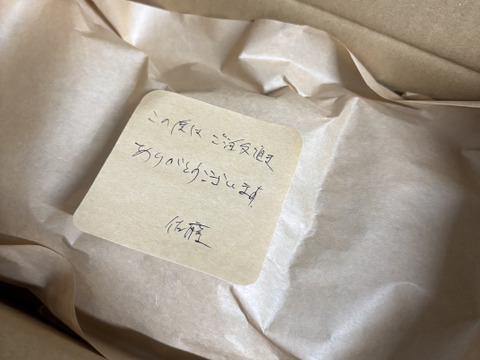 この度は ご注文頂き
ありがとうございます。
佐藤